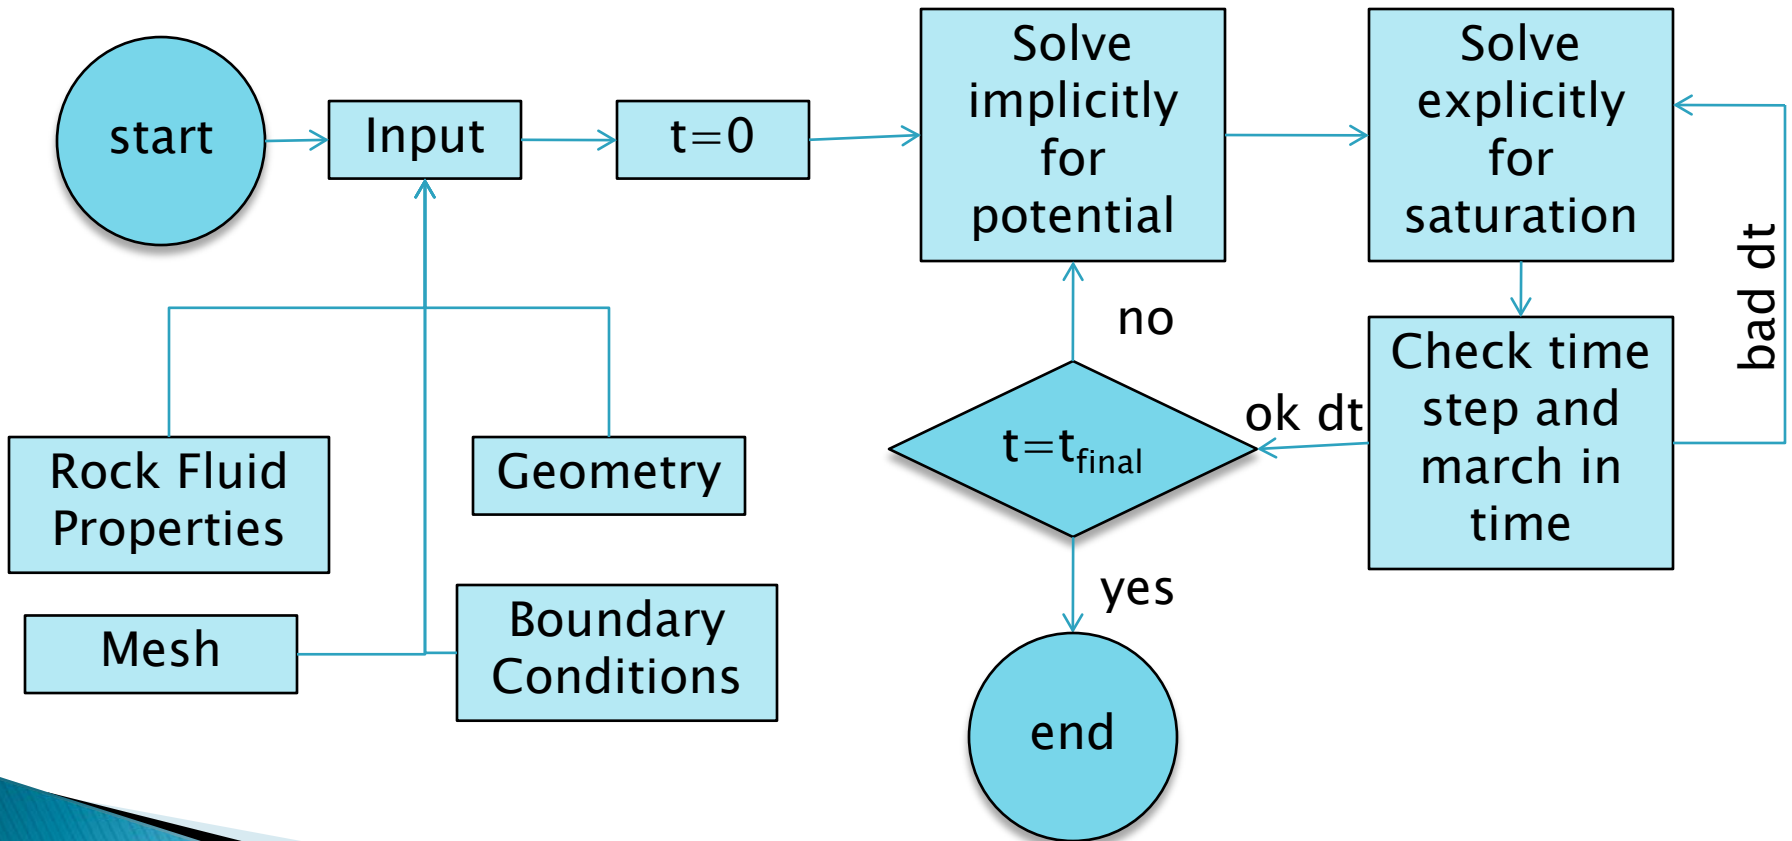 start
Input
t=0
Solve
implicitly
for
potential
Solve
explicitly
for
saturation
bad dt
no
Check time
step and
march in
time
ok dt
t=t_final
yes
end
Rock Fluid
Properties
Geometry
Mesh
Boundary
Conditions